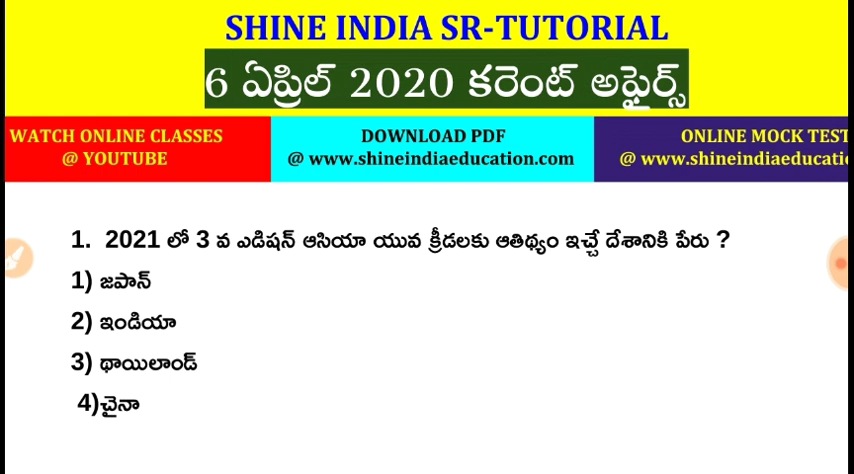 SHINE INDIA SR-TUTORIAL
6 ఏప్రిల్ 2020 కరెంట్ అఫైర్స్
WATCH ONLINE CLASSES
@ YOUTUBE
DOWNLOAD PDF
@ www.shineindiaeducation.com
ONLINE MOCK TEST
@ www.shineindiaeducatio
1. 2021 లో 3 వ ఎడిషన్ ఆసియా యువ క్రీడలకు ఆతిథ్యం ఇచ్చే దేశానికి పేరు ?
1) జపాన్
2) ఇండియా
3) థాయిలాండ్
4)చైనా